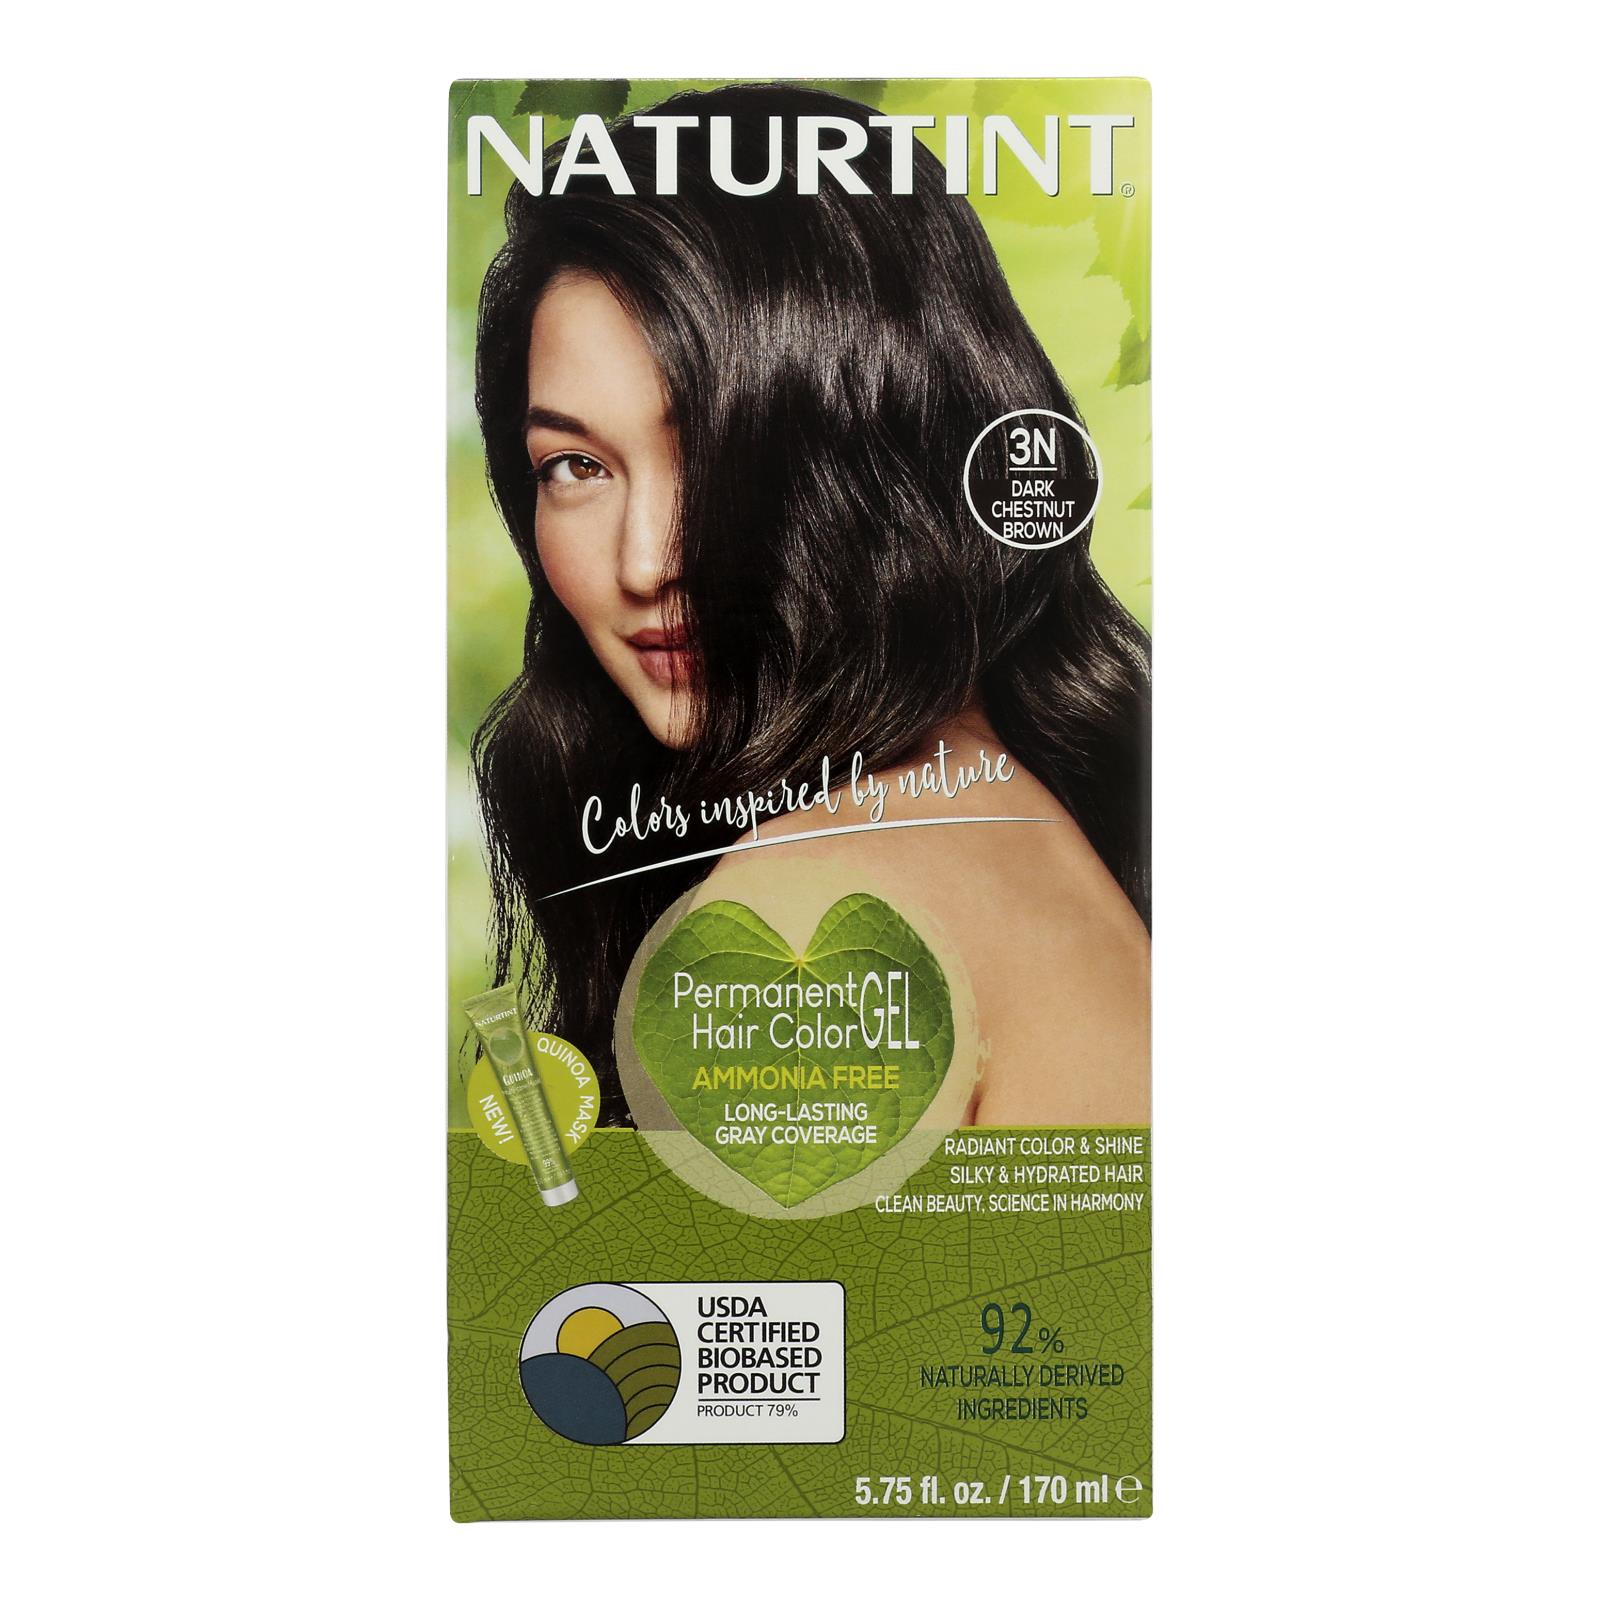 NATURTINT®
3N
DARK
CHESTNUT
BROWN
Colors inspired by nature
Permanent
Hair Color GEL
AMMONIA FREE
LONG-LASTING
GRAY COVERAGE
NATURTINT
QUINOA
99%
QUINOA MASK
NEW!
RADIANT COLOR & SHINE
SILKY & HYDRATED HAIR
CLEAN BEAUTY, SCIENCE IN HARMONY
USDA
CERTIFIED
BIOBASED
PRODUCT
PRODUCT 79%
92%
NATURALLY DERIVED
INGREDIENTS
5.75 fl. oz. / 170 ml ℮